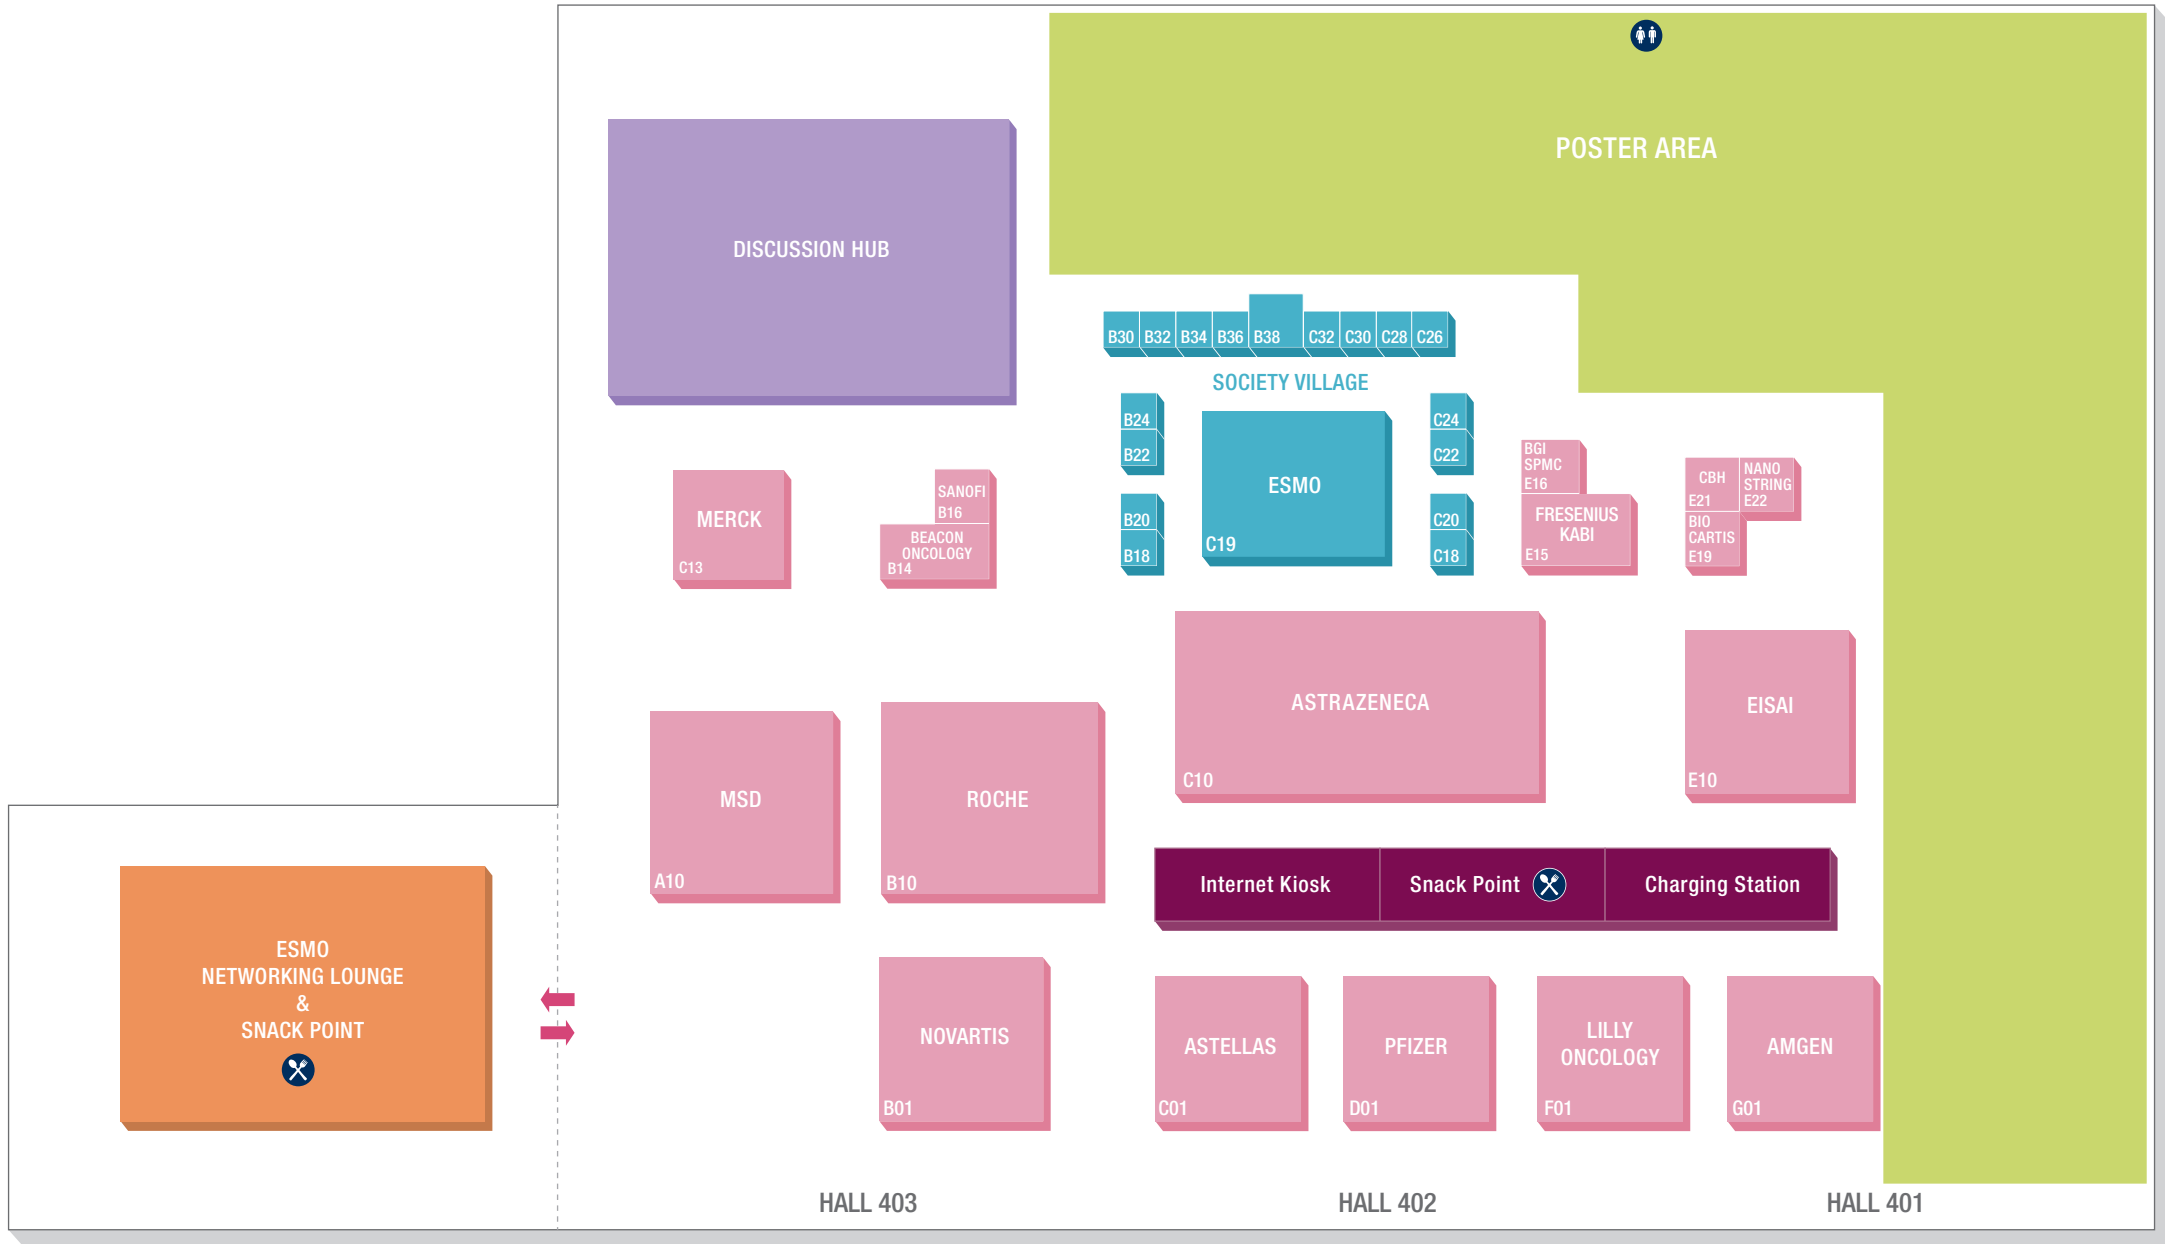 POSTER AREA
DISCUSSION HUB
B30 B32 B34 B36 B38 C32 C30 C28 C26
SOCIETY VILLAGE
B24
B22
B20
B18
ESMO
C19
C24
C22
C20
C18
MERCK
C13
SANOFI
B16
BEACON
ONCOLOGY
B14
BGI
SPMC
E16
FRESENIUS
KABI
E15
CBH
E21
NANO
STRING
E22
BIO
CARTIS
E19
MSD
A10
ROCHE
B10
ASTRAZENECA
C10
EISAI
E10
Internet Kiosk
Snack Point
Charging Station
ESMO
NETWORKING LOUNGE
&
SNACK POINT
NOVARTIS
B01
ASTELLAS
C01
PFIZER
D01
LILLY
ONCOLOGY
F01
AMGEN
G01
HALL 403
HALL 402
HALL 401